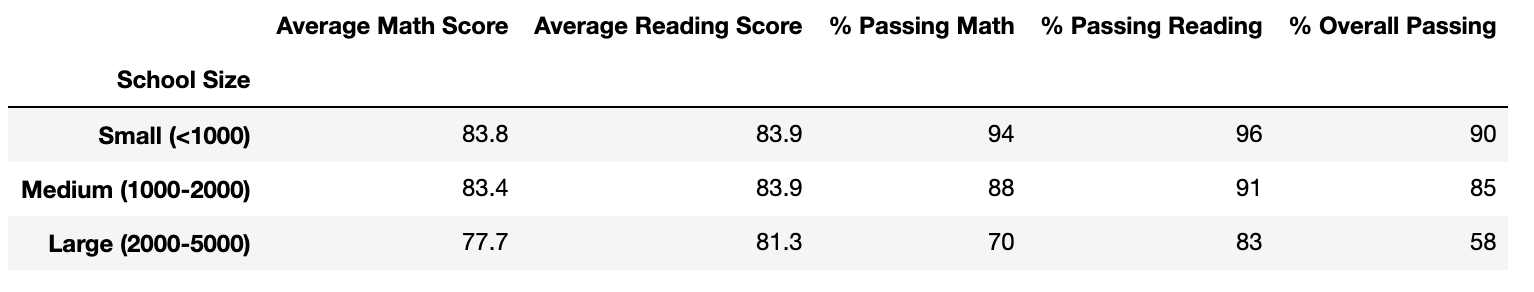 Average Math Score Average Reading Score % Passing Math % Passing Reading % Overall Passing
School Size
Small (<1000) 83.8 83.9 94 96 90
Medium (1000-2000) 83.4 83.9 88 91 85
Large (2000-5000) 77.7 81.3 70 83 58